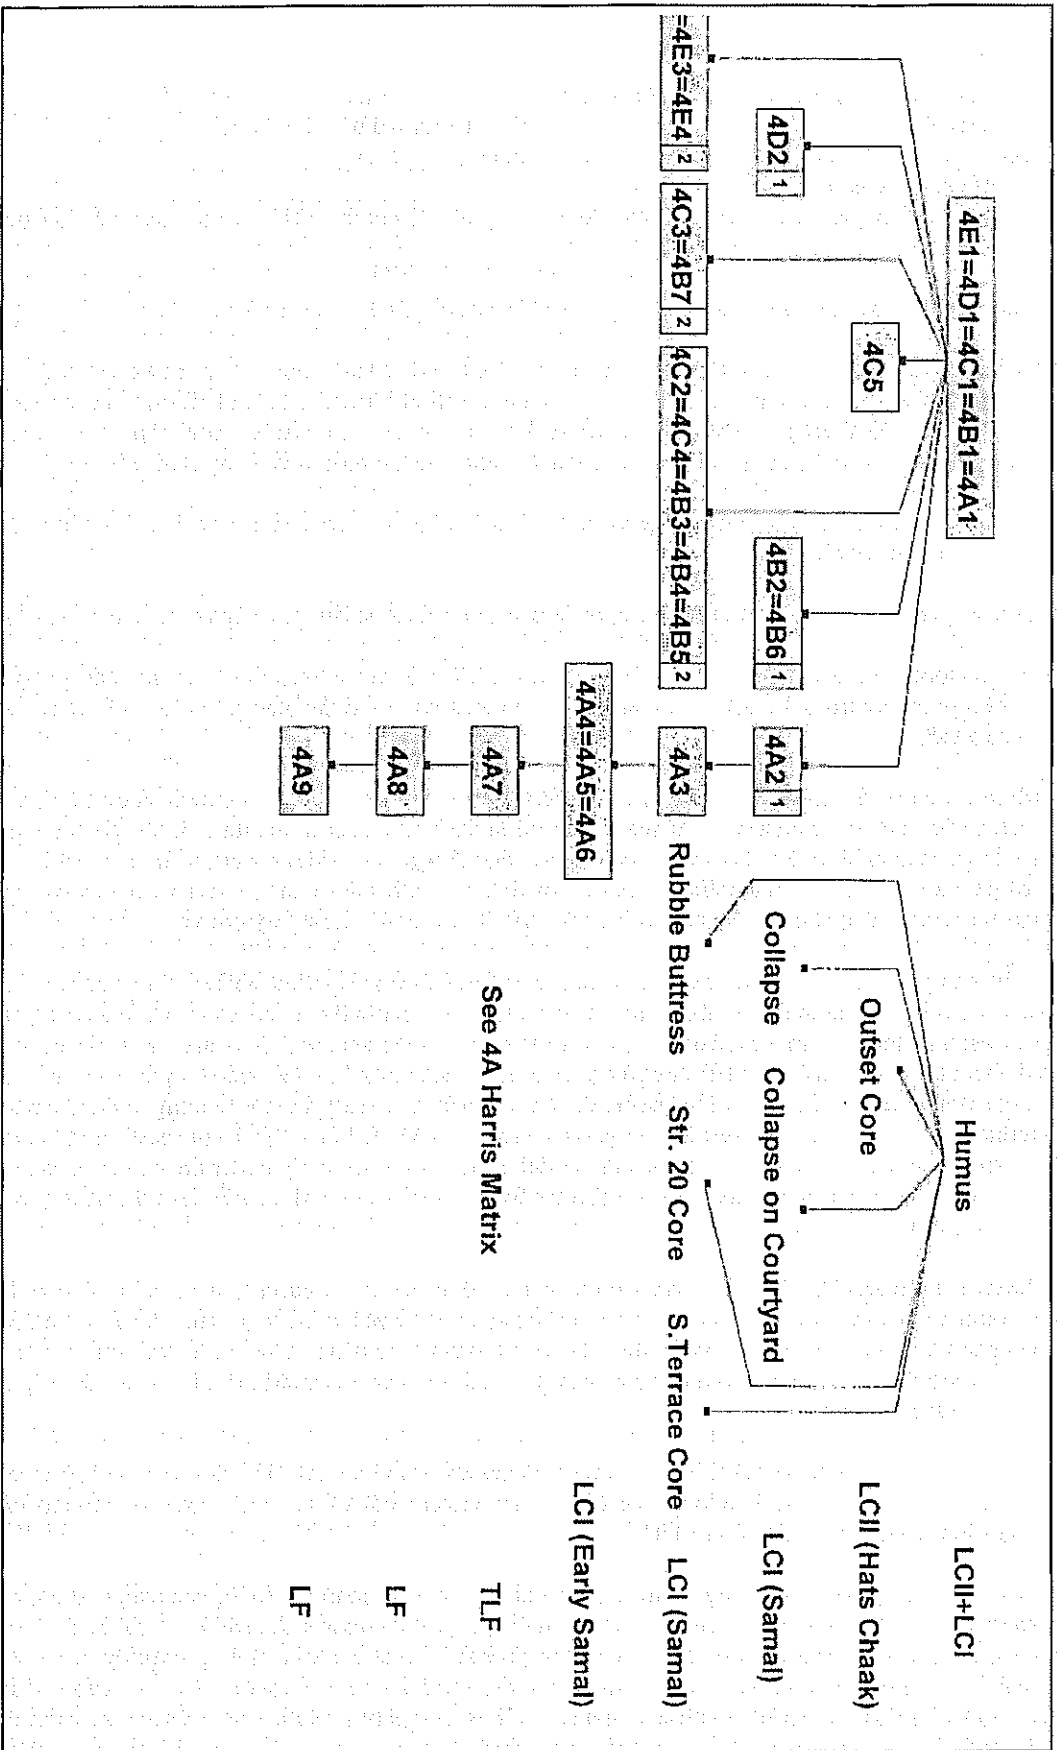 4E1=4D1=4C1=4B1=4A1 Humus LCII+LCI
4C5 Outset Core LCII (Hats Chaak)
4D2 1 4B2=4B6 1 4A2 1 Collapse Collapse on Courtyard LCI (Samal)
=4E3=4E4 2 4C3=4B7 2 4C2=4C4=4B3=4B4=4B5 2 4A3 Rubble Buttress Str. 20 Core S.Terrace Core LCI (Samal)
4A4=4A5=4A6 LCI (Early Samal)
4A7 See 4A Harris Matrix TLF
4A8 LF
4A9 LF